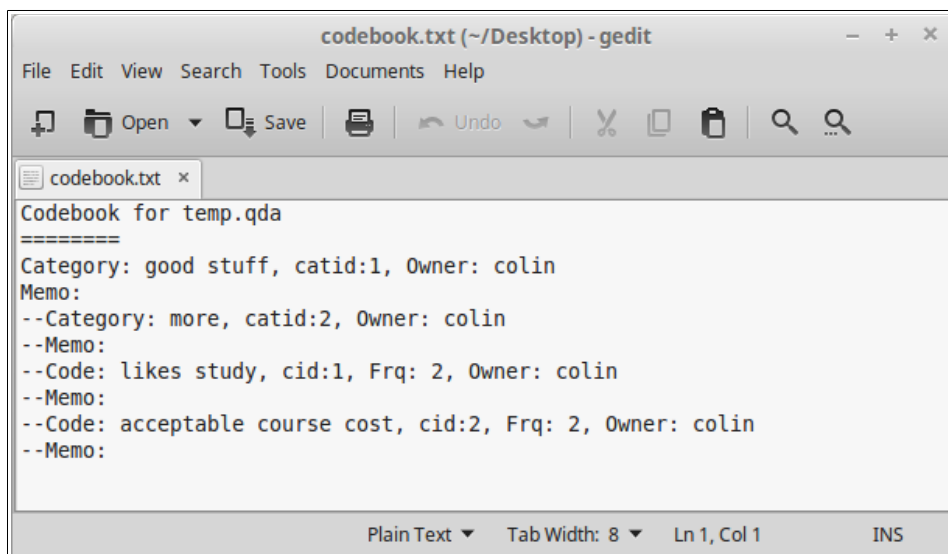 codebook.txt (~/Desktop) - gedit
File Edit View Search Tools Documents Help
Open Save Undo
codebook.txt
Codebook for temp.qda
========
Category: good stuff, catid:1, Owner: colin
Memo:
--Category: more, catid:2, Owner: colin
--Memo:
--Code: likes study, cid:1, Frq: 2, Owner: colin
--Memo:
--Code: acceptable course cost, cid:2, Frq: 2, Owner: colin
--Memo:
Plain Text Tab Width: 8 Ln 1, Col 1 INS